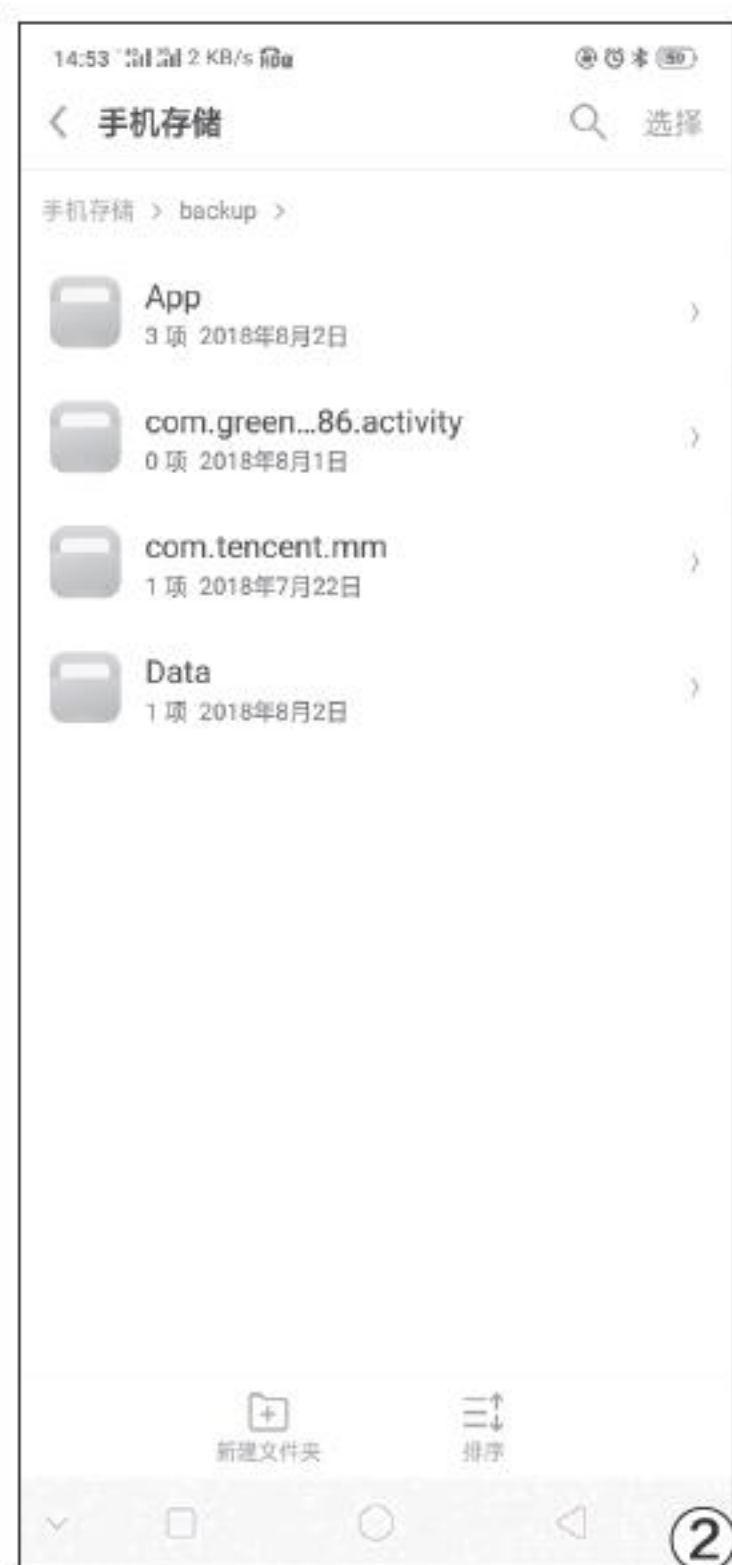 14:53 2 KB/s 50
手机存储 选择
手机存储 > backup >
App
3 项 2018年8月2日
com.green...86.activity
0 项 2018年8月1日
com.tencent.mm
1 项 2018年7月22日
Data
1 项 2018年8月2日
新建文件夹 排序
②